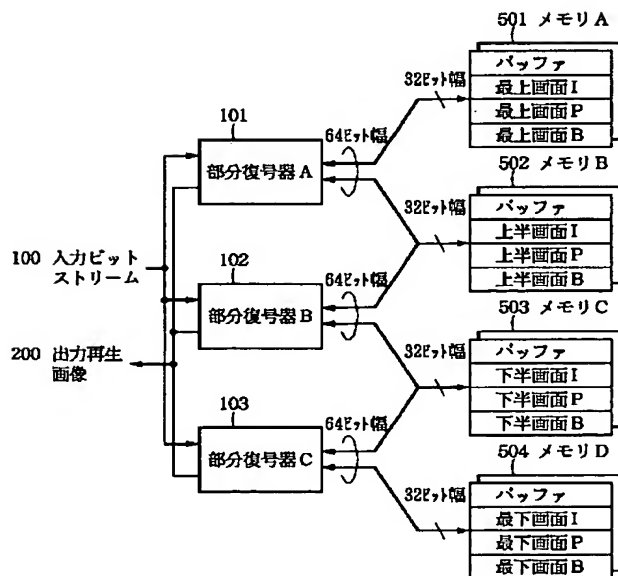 501 メモリA
バッファ
最上画面I
最上画面P
最上画面B
32ビット幅
101
部分復号器A
64ビット幅
502 メモリB
バッファ
上半画面I
上半画面P
上半画面B
32ビット幅
100 入力ビット
ストリーム
102
部分復号器B
64ビット幅
503 メモリC
バッファ
下半画面I
下半画面P
下半画面B
32ビット幅
200 出力再生
画像
103
部分復号器C
64ビット幅
504 メモリD
バッファ
最下画面I
最下画面P
最下画面B
32ビット幅